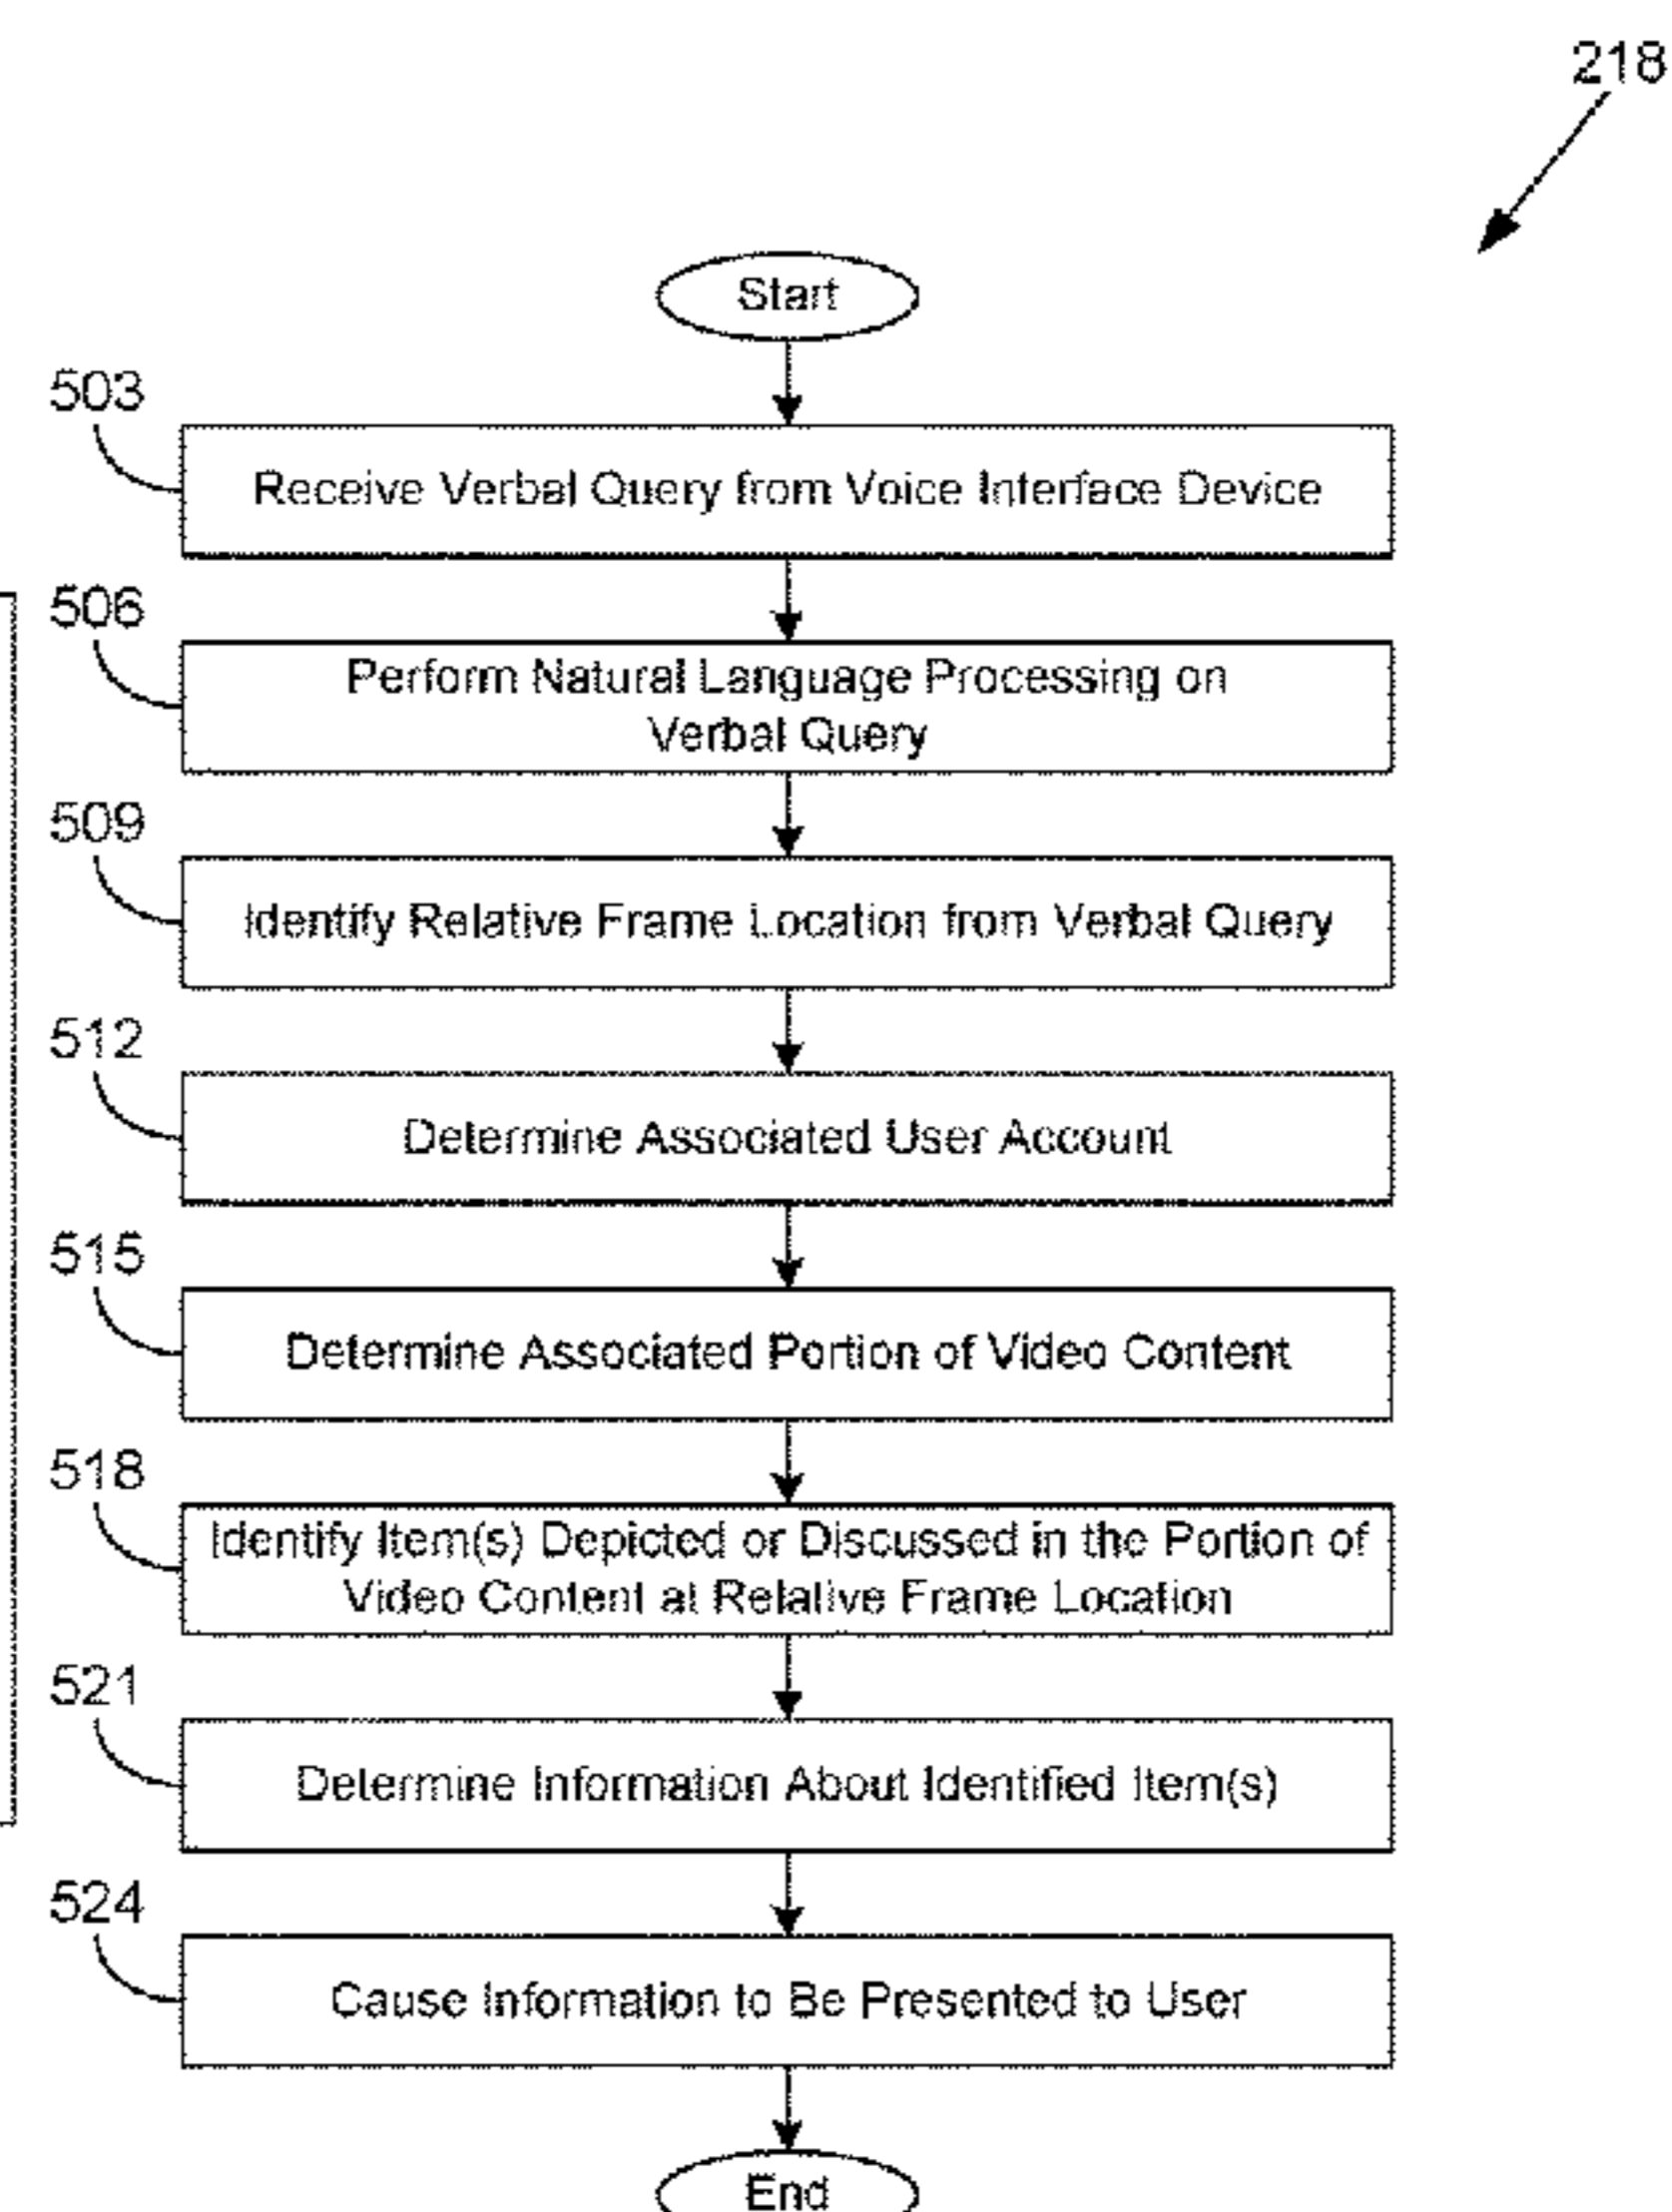 218
Start
503
Receive Verbal Query from Voice Interface Device
506
Perform Natural Language Processing on
Verbal Query
509
Identify Relative Frame Location from Verbal Query
512
Determine Associated User Account
515
Determine Associated Portion of Video Content
518
Identify Item(s) Depicted or Discussed in the Portion of
Video Content at Relative Frame Location
521
Determine Information About Identified Item(s)
524
Cause Information to Be Presented to User
End